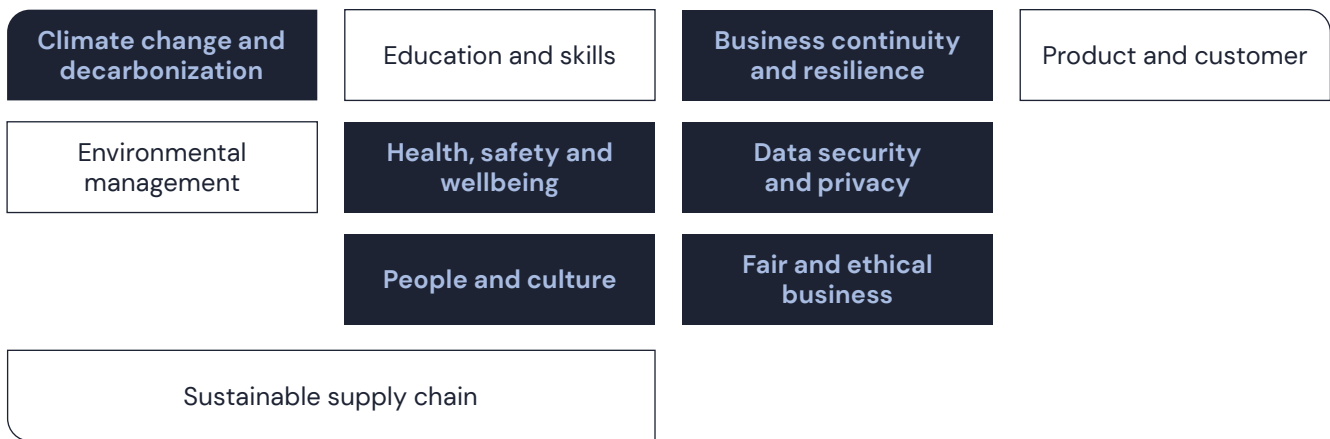 Climate change and
decarbonization
Education and skills
Business continuity
and resilience
Product and customer
Environmental
management
Health, safety and
wellbeing
Data security
and privacy
People and culture
Fair and ethical
business
Sustainable supply chain